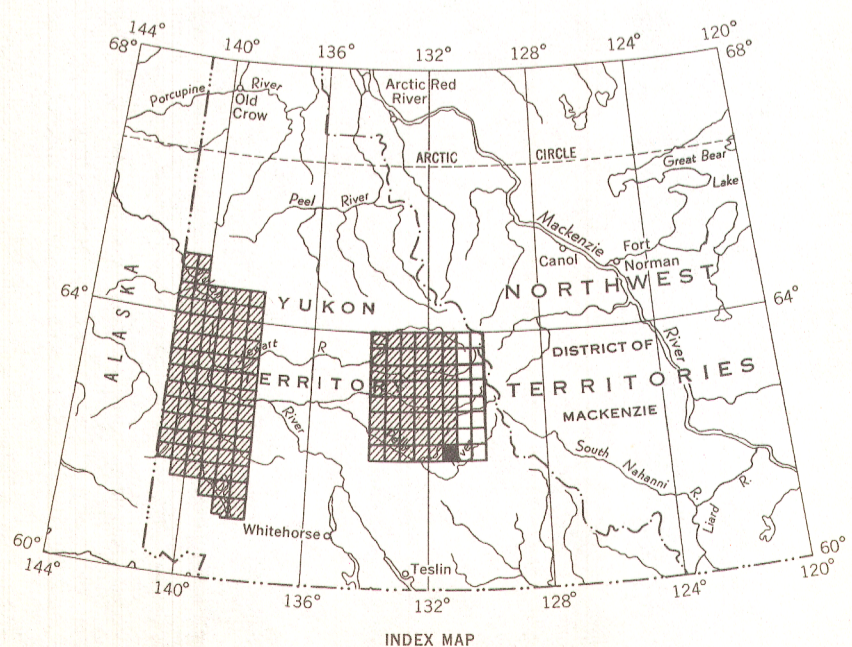 144° 140° 136° 132° 128° 124° 120°
68° 68°
Porcupine River
Old
Crow
Arctic Red
River
ARCTIC CIRCLE
Great Bear
Lake
Peel River
Mackenzie
Canol
Fort
Norman
64° 64°
ALASKA
YUKON
NORTHWEST
R.
TERRITORY
River
DISTRICT OF
TERRITORIES
MACKENZIE
River
South Nahanni R.
Liard R.
Whitehorse
Teslin
60° 60°
144° 140° 136° 132° 128° 124° 120°
INDEX MAP